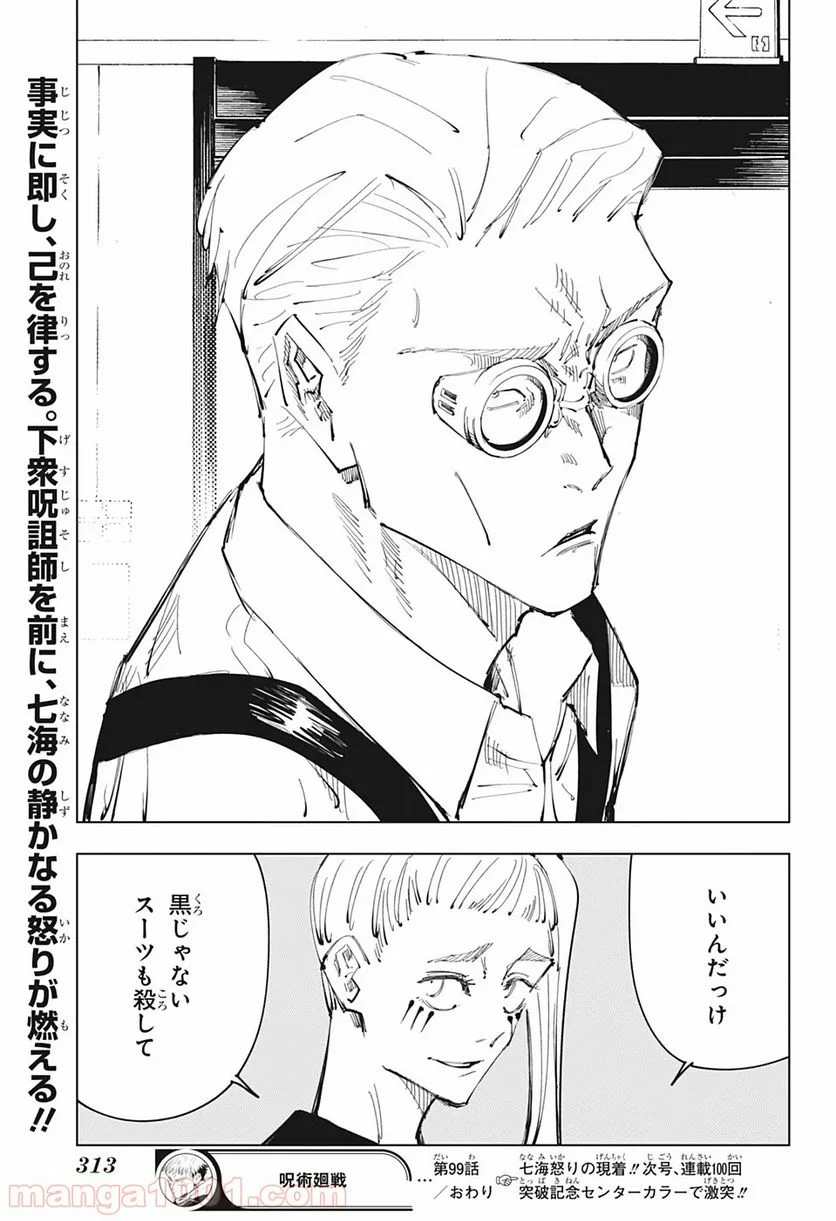 事実に即し、己を律する。下衆呪詛師を前に、七海の静かなる怒りが燃える!!
いいんだっけ
黒じゃない
スーツも殺して
313
呪術廻戦
…第99話
/おわり
七海怒りの現着!!次号、連載100回
☞突破記念センターカラーで激突!!
manga1001.com